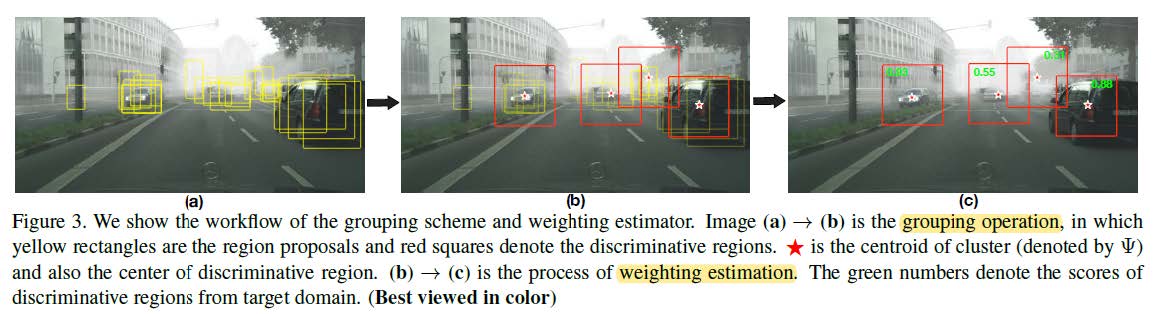 0.93 0.55 0.88
(a) (b) (c)
Figure 3. We show the workflow of the grouping scheme and weighting estimator. Image (a) → (b) is the grouping operation, in which
yellow rectangles are the region proposals and red squares denote the discriminative regions. ★ is the centroid of cluster (denoted by Ψ)
and also the center of discriminative region. (b) → (c) is the process of weighting estimation. The green numbers denote the scores of
discriminative regions from target domain. (Best viewed in color)